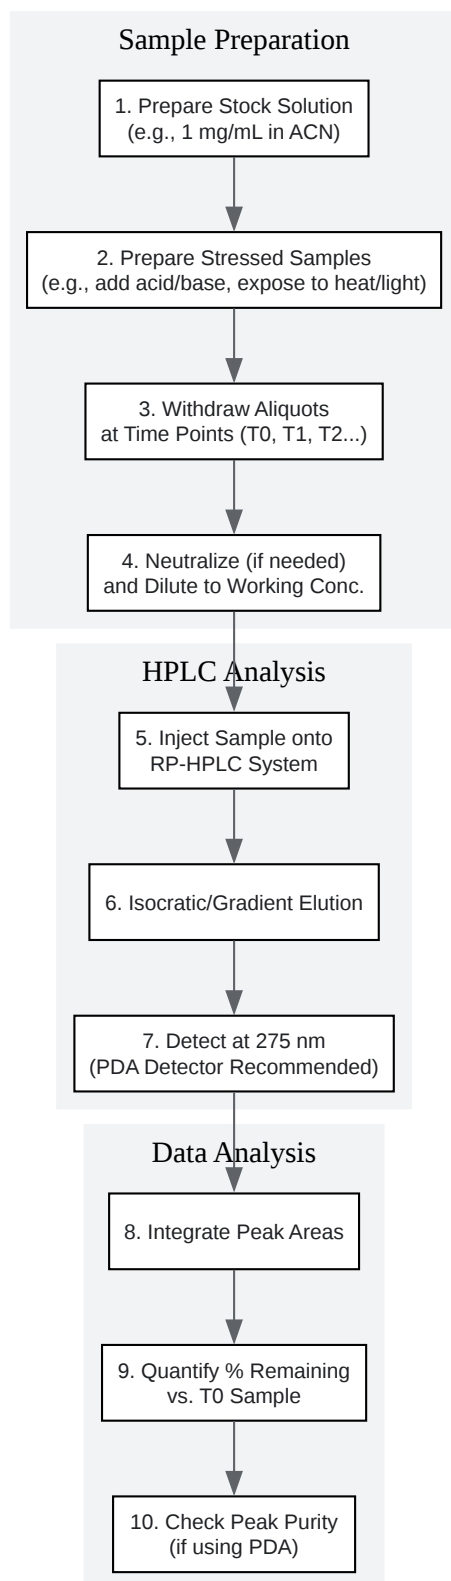 Sample Preparation
1. Prepare Stock Solution
(e.g., 1 mg/mL in ACN)
2. Prepare Stressed Samples
(e.g., add acid/base, expose to heat/light)
3. Withdraw Aliquots
at Time Points (T0, T1, T2...)
4. Neutralize (if needed)
and Dilute to Working Conc.
HPLC Analysis
5. Inject Sample onto
RP-HPLC System
6. Isocratic/Gradient Elution
7. Detect at 275 nm
(PDA Detector Recommended)
Data Analysis
8. Integrate Peak Areas
9. Quantify % Remaining
vs. T0 Sample
10. Check Peak Purity
(if using PDA)